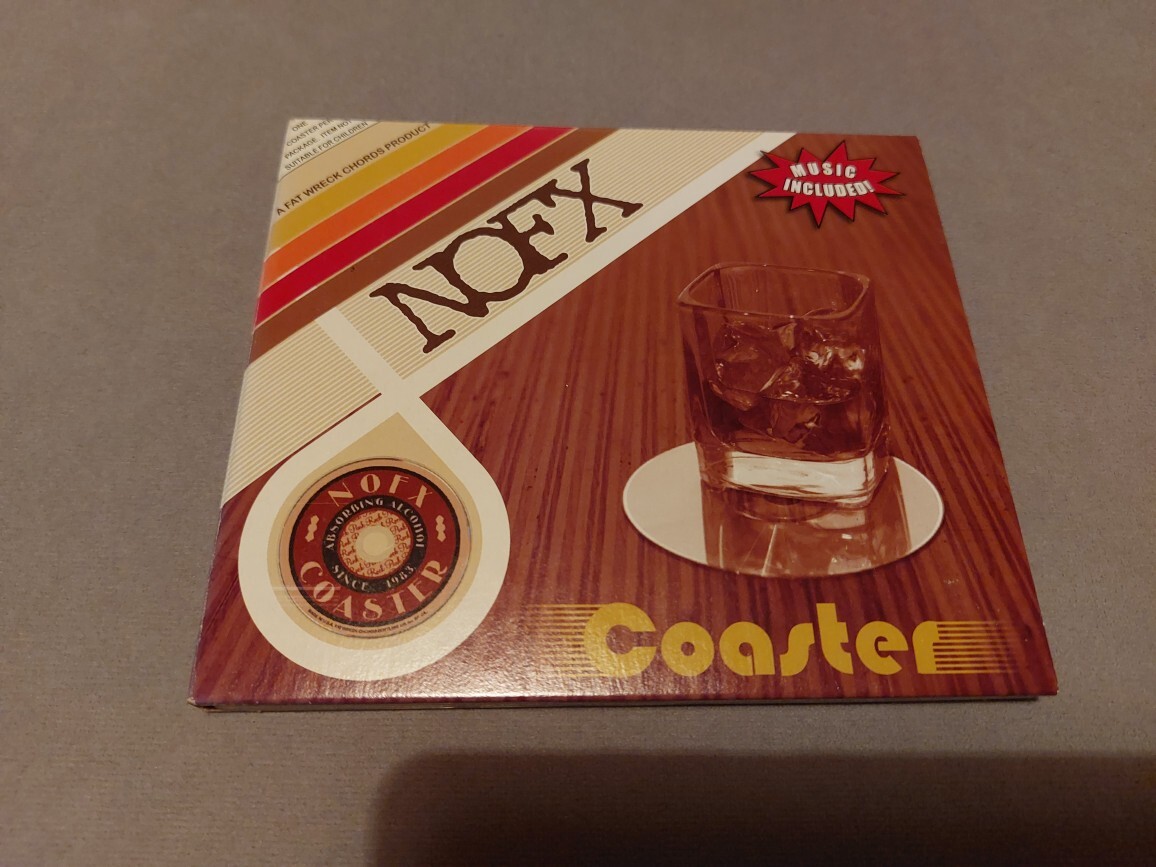 ONE
COASTER PER
PACKAGE. ITEM NOT
SUITABLE FOR CHILDREN
A FAT WRECK CHORDS PRODUCT
NOFX
MUSIC
INCLUDED!
NOFX
ABSORBING ALCOHOL
SINCE 1983
COASTER
Coaster